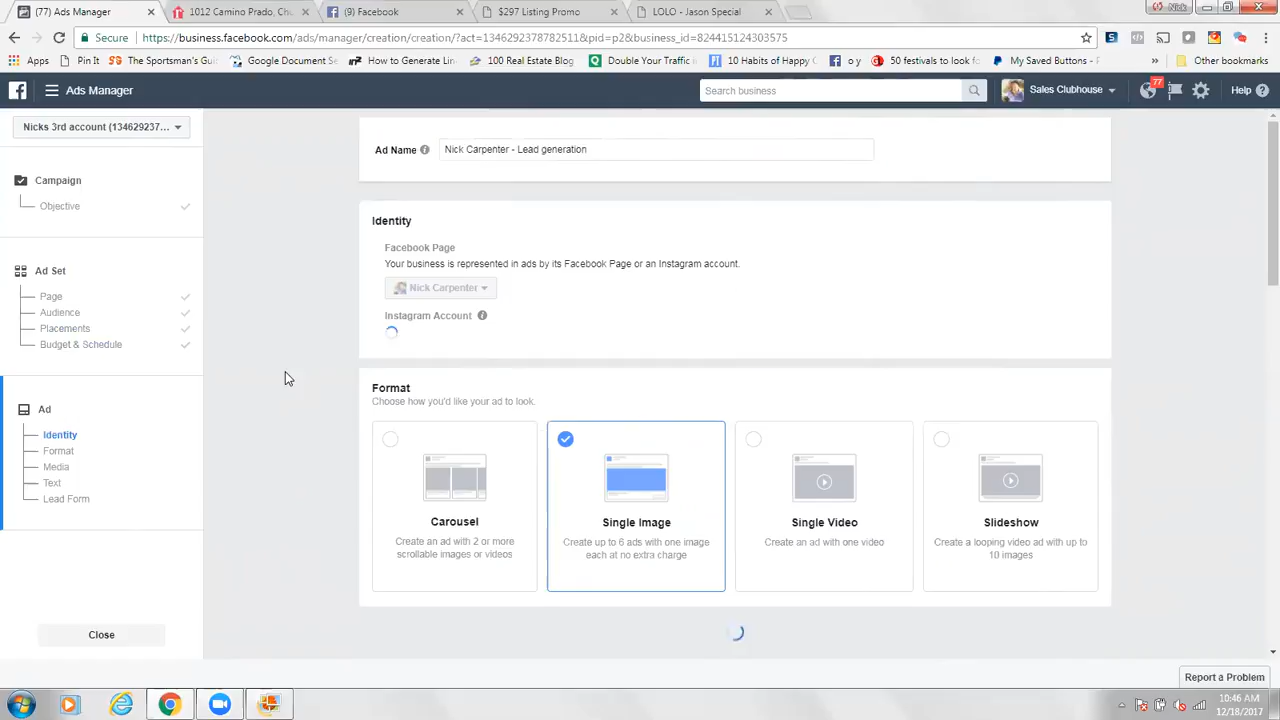 (77) Ads Manager
1012 Camino Prado, Chu
(9) Facebook
$297 Listing Promo
LOLO - Jason Special
Nick
Secure
https://business.facebook.com/ads/manager/creation/creation/?act=1346292378782511&pid=p2&business_id=824415124303575
Apps
Pin It
The Sportsman's Gui
Google Document Se
How to Generate Lin
100 Real Estate Blog
Double Your Traffic
10 Habits of Happy C
o y
50 festivals to look fo
My Saved Buttons - P
Other bookmarks
Ads Manager
Search business
Sales Clubhouse
77
Help
Nicks 3rd account (134629237...
Campaign
Objective
Ad Set
Page
Audience
Placements
Budget & Schedule
Ad
Identity
Format
Media
Text
Lead Form
Close
Ad Name
Nick Carpenter - Lead generation
Identity
Facebook Page
Your business is represented in ads by its Facebook Page or an Instagram account.
Nick Carpenter
Instagram Account
Format
Choose how you'd like your ad to look.
Carousel
Create an ad with 2 or more
scrollable images or videos
Single Image
Create up to 6 ads with one image
each at no extra charge
Single Video
Create an ad with one video
Slideshow
Create a looping video ad with up to
10 images
Report a Problem
10:46 AM
12/18/2017